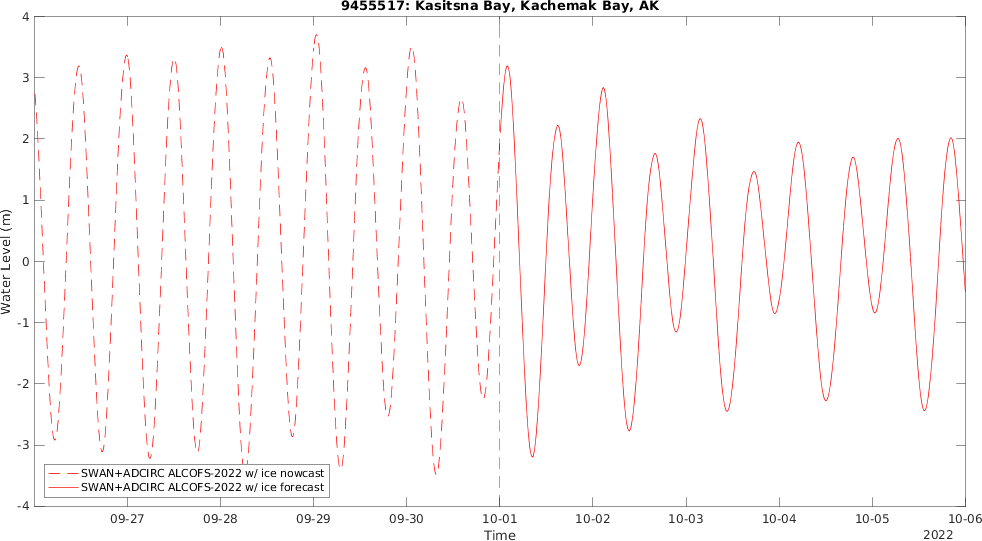 9455517: Kasitsna Bay, Kachemak Bay, AK
4
3
2
1
0
-1
-2
-3
-4
Water Level (m)
SWAN+ADCIRC ALCOFS-2022 w/ ice nowcast
SWAN+ADCIRC ALCOFS-2022 w/ ice forecast
09-27 09-28 09-29 09-30 10-01 10-02 10-03 10-04 10-05 10-06
Time
2022